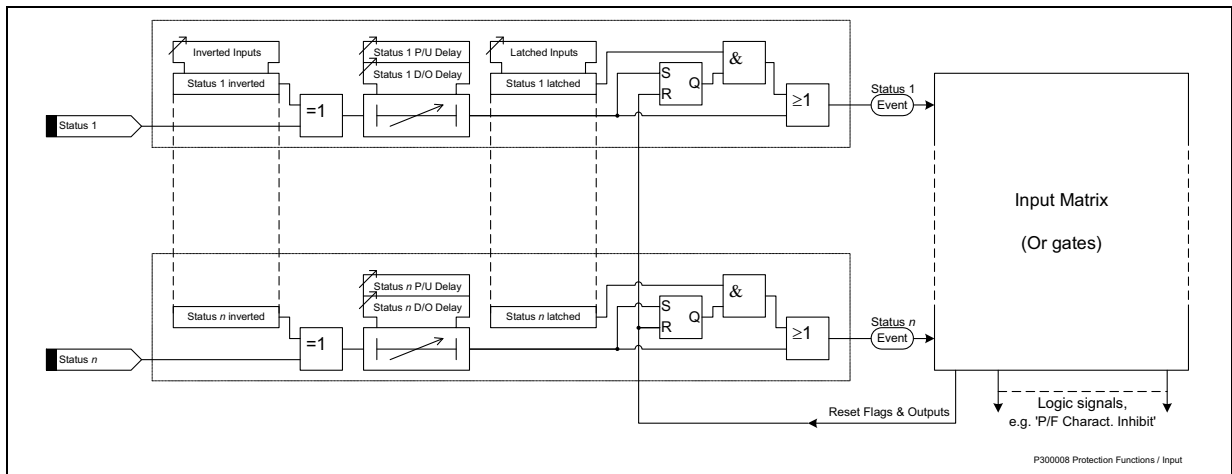 Inverted Inputs
Status 1 P/U Delay
Latched Inputs
Status 1 inverted
Status 1 D/O Delay
Status 1 latched
&
S
R
Q
=1
≥1
Status 1
Status 1
Event
Input Matrix
(Or gates)
Status n P/U Delay
Status n inverted
Status n D/O Delay
Status n latched
&
S
R
Q
=1
≥1
Status n
Status n
Event
Reset Flags & Outputs
Logic signals,
e.g. 'P/F Charact. Inhibit'
P300008 Protection Functions / Input